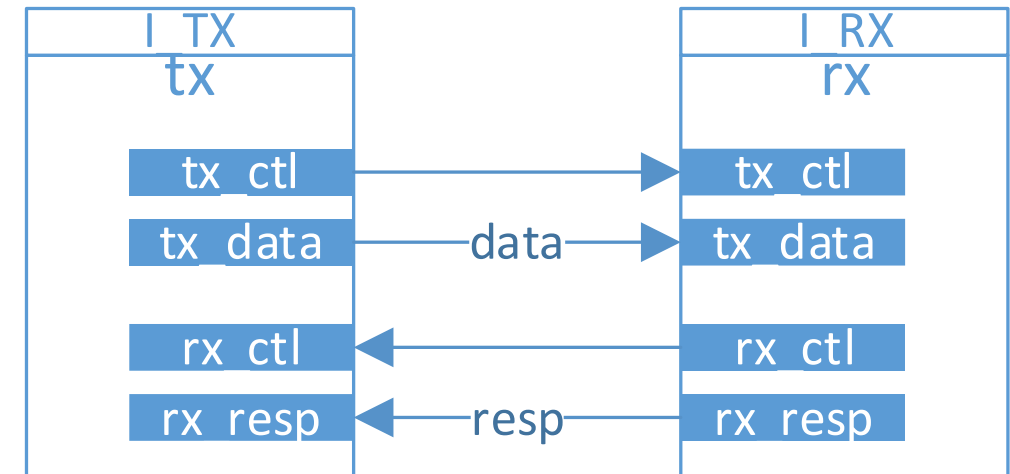 I_TX
I_RX
tx
rx
tx_ctl
tx_ctl
tx_data
data
tx_data
rx_ctl
rx_ctl
rx_resp
resp
rx_resp